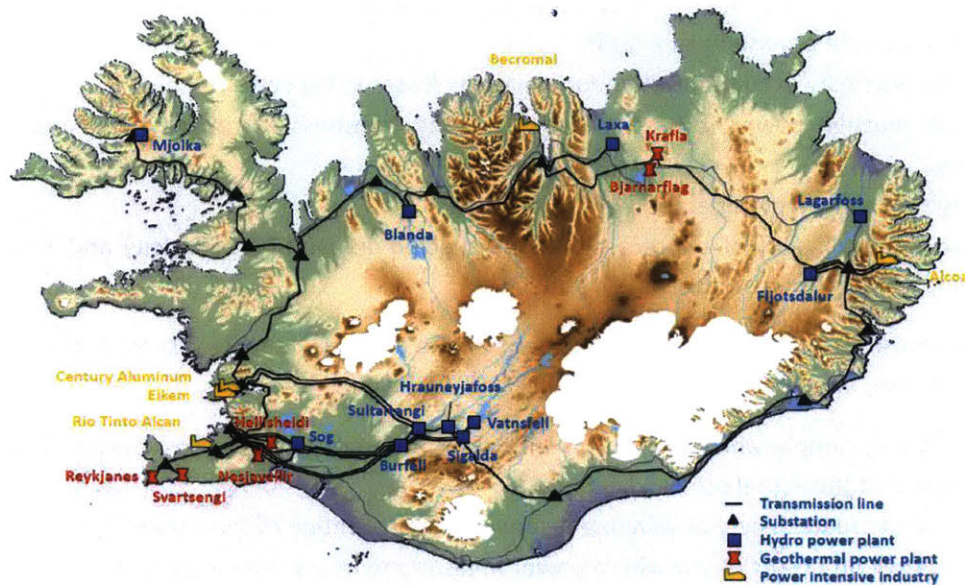 Becromal
Laxa
Krafla
Mjolka
Bjarnarflag
Lagarfoss
Blanda
Alcoa
Fljotsdalur
Century Aluminum
Elkem
Hrauneyjafoss
Sultartangi
Vatnsfell
Rio Tinto Alcan
Hellisheidi
Sog
Burfell
Sigalda
Reykjanes
Nesjavellir
Svartsengi
Transmission line
Substation
Hydro power plant
Geothermal power plant
Power intensive industry